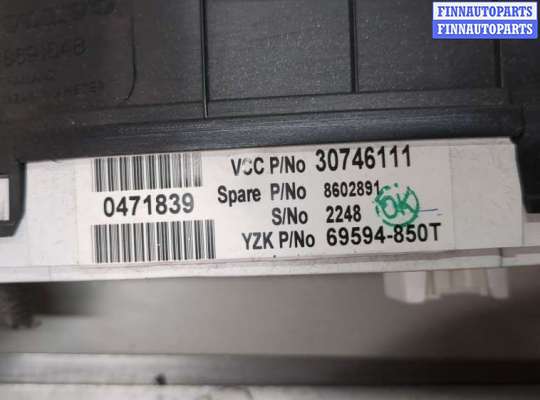 FINNAUTOPARTS
FINNAUTOPARTS
VCC P/No 30746111
Spare P/No 8602891
OK
0471839
S/No 2248
YZK P/No 69594-850T